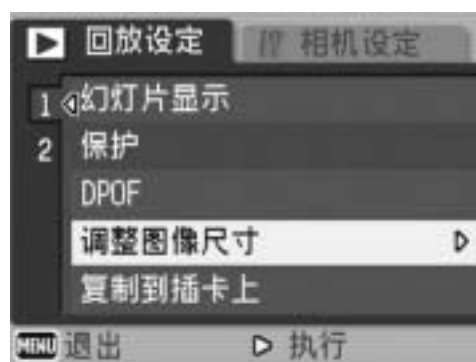 回放设定 相机设定
1 幻灯片显示
2 保护
DPOF
调整图像尺寸
复制到插卡上
MENU 退出 执行